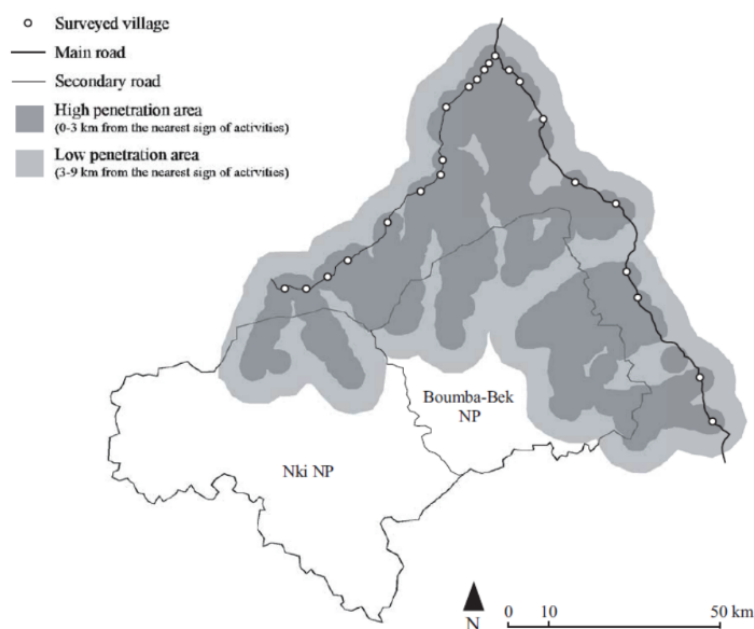 Surveyed village
Main road
Secondary road
High penetration area
(0-3 km from the nearest sign of activities)
Low penetration area
(3-9 km from the nearest sign of activities)
Boumba-Bek
NP
Nki NP
N
0 10 50 km